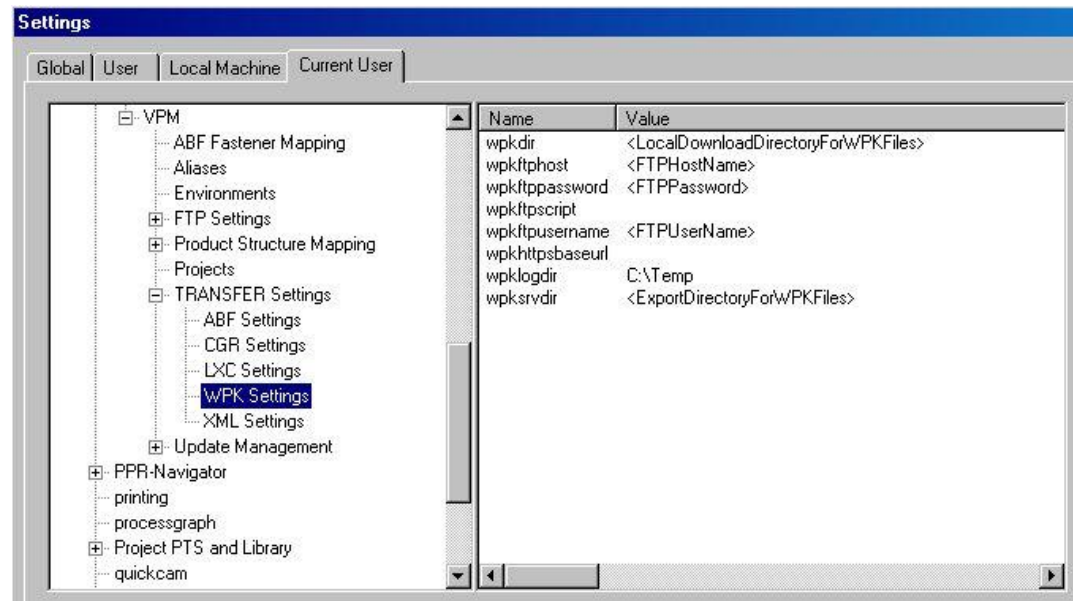 Settings
Global User Local Machine Current User
VPM
ABF Fastener Mapping
Aliases
Environments
FTP Settings
Product Structure Mapping
Projects
TRANSFER Settings
ABF Settings
CGR Settings
LXC Settings
WPK Settings
XML Settings
Update Management
PPR-Navigator
printing
processgraph
Project PTS and Library
quickcam
Name Value
wpkdir <LocalDownloadDirectoryForWPKFiles>
wpkftphost <FTPHostName>
wpkftppassword <FTPPassword>
wpkftpscript
wpkftpusername <FTPUserName>
wpkhttpsbaseurl
wpklogdir C:\Temp
wpksrvdir <ExportDirectoryForWPKFiles>